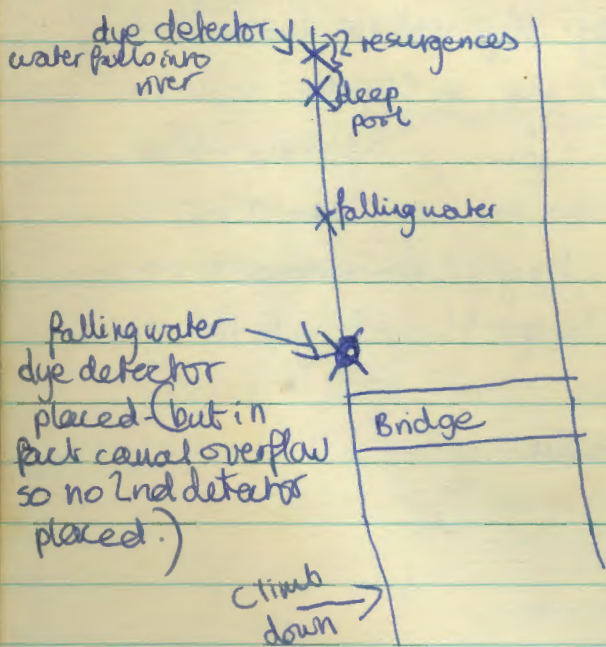 dye detector
water falls into
river
2 resurgences
deep
pool
falling water
falling water
dye detector
placed (but in
fact canal overflow
so no 2nd detector
placed.)
Bridge
Climb
down